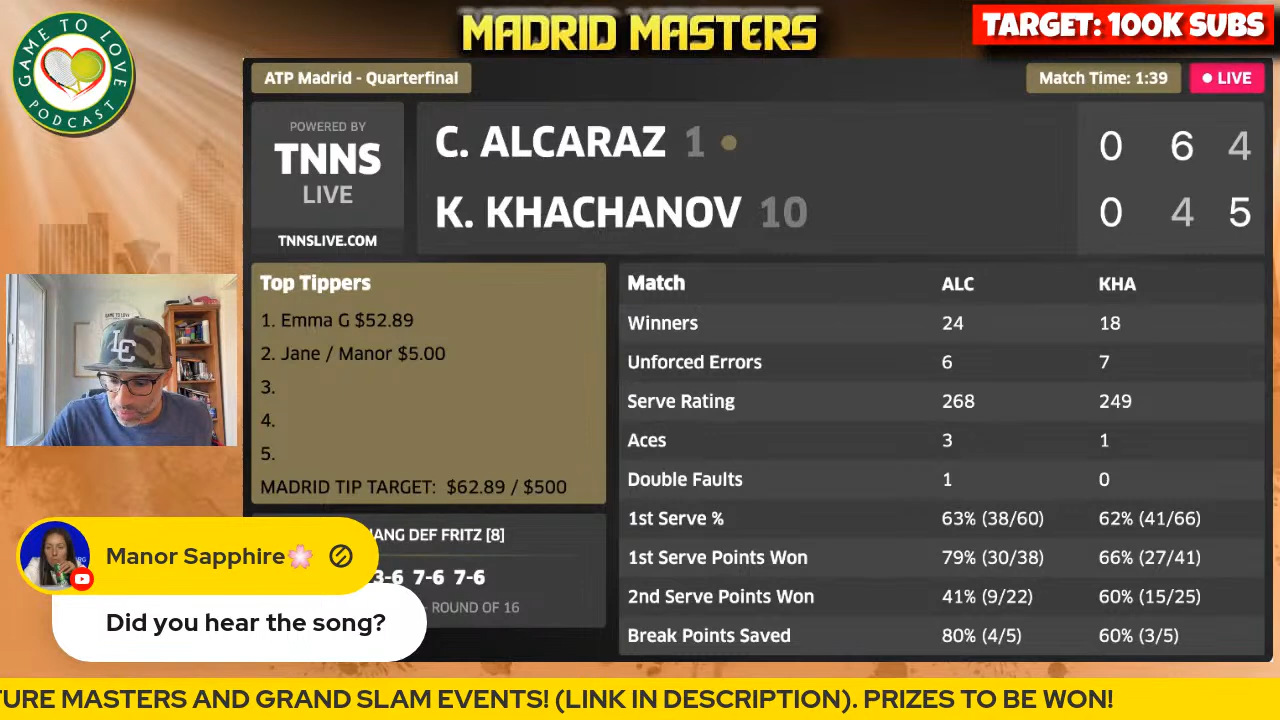 GAME TO LOVE
PODCAST
MADRID MASTERS
TARGET: 100K SUBS
ATP Madrid - Quarterfinal
Match Time: 1:39
LIVE
POWERED BY
TNNS
LIVE
TNNSLIVE.COM
C. ALCARAZ 1 0 6 4
K. KHACHANOV 10 0 4 5
Top Tippers
1. Emma G $52.89
2. Jane / Manor $5.00
3.
4.
5.
MADRID TIP TARGET: $62.89 / $500
Match ALC KHA
Winners 24 18
Unforced Errors 6 7
Serve Rating 268 249
Aces 3 1
Double Faults 1 0
1st Serve % 63% (38/60) 62% (41/66)
1st Serve Points Won 79% (30/38) 66% (27/41)
2nd Serve Points Won 41% (9/22) 60% (15/25)
Break Points Saved 80% (4/5) 60% (3/5)
HANG DEF FRITZ [8]
3-6 7-6 7-6
- ROUND OF 16
Manor Sapphire🌸
Did you hear the song?
LC
TURE MASTERS AND GRAND SLAM EVENTS! (LINK IN DESCRIPTION). PRIZES TO BE WON!